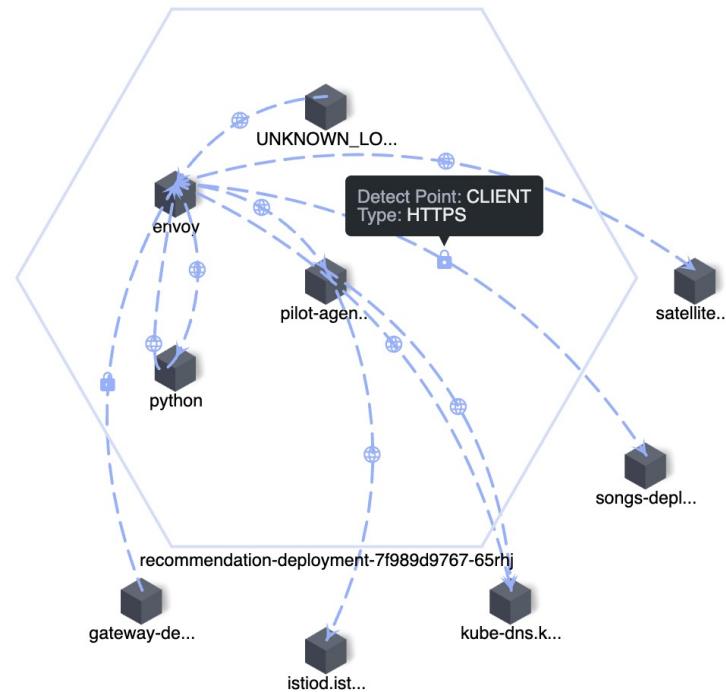 UNKNOWN_LO...
Detect Point: CLIENT
Type: HTTPS
envoy
pilot-agen...
satellite...
python
songs-depl...
recommendation-deployment-7f989d9767-65rhj
gateway-de...
kube-dns.k...
istiod.ist...